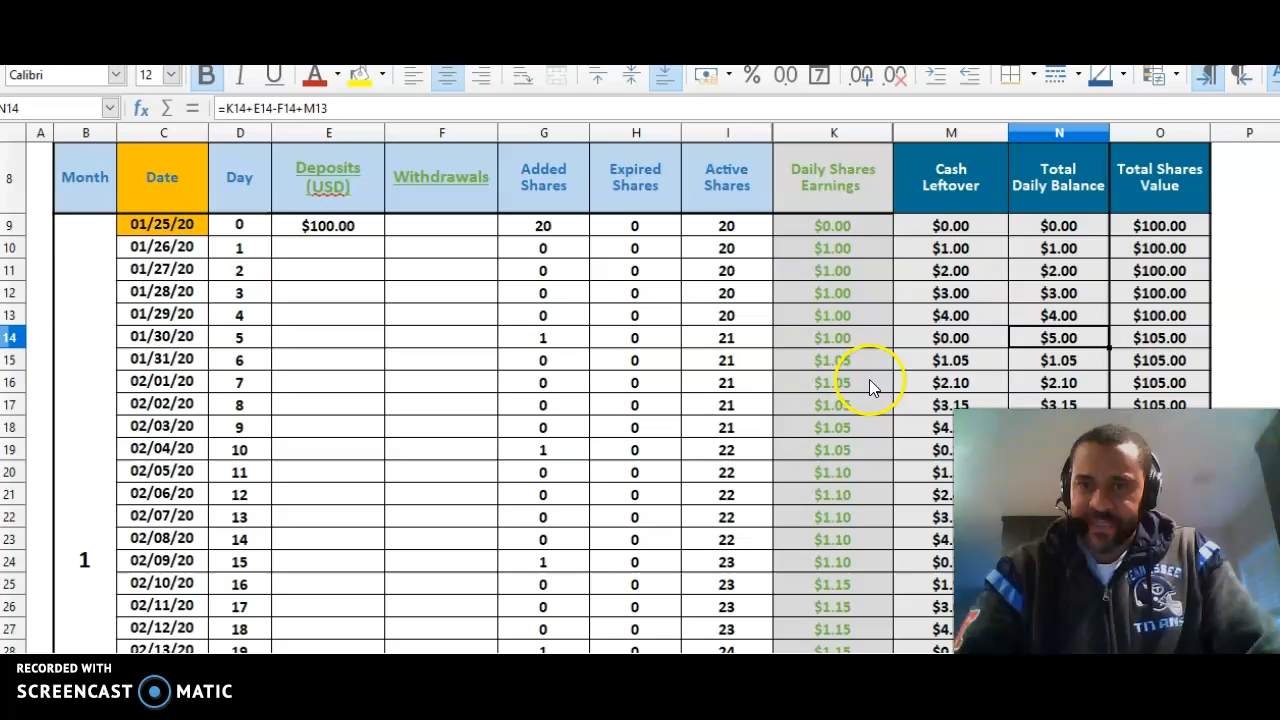 Calibri 12 B I U A % 00 7 .00 00
N14 fx Σ = =K14+E14-F14+M13
A B C D E F G H I K M N O P
8 Month Date Day Deposits (USD) Withdrawals Added Shares Expired Shares Active Shares Daily Shares Earnings Cash Leftover Total Daily Balance Total Shares Value
9 01/25/20 0 $100.00 20 0 20 $0.00 $0.00 $0.00 $100.00
10 01/26/20 1 0 0 20 $1.00 $1.00 $1.00 $100.00
11 01/27/20 2 0 0 20 $1.00 $2.00 $2.00 $100.00
12 01/28/20 3 0 0 20 $1.00 $3.00 $3.00 $100.00
13 01/29/20 4 0 0 20 $1.00 $4.00 $4.00 $100.00
14 01/30/20 5 1 0 21 $1.00 $0.00 $5.00 $105.00
15 01/31/20 6 0 0 21 $1.05 $1.05 $1.05 $105.00
16 02/01/20 7 0 0 21 $1.05 $2.10 $2.10 $105.00
17 02/02/20 8 0 0 21 $1.05 $3.15 $3.15 $105.00
18 02/03/20 9 0 0 21 $1.05 $4.
19 02/04/20 10 1 0 22 $1.05 $0.
20 02/05/20 11 0 0 22 $1.10 $1.
21 02/06/20 12 0 0 22 $1.10 $2.
22 02/07/20 13 0 0 22 $1.10 $3.
23 02/08/20 14 0 0 22 $1.10 $4.
24 1 02/09/20 15 1 0 23 $1.10 $0.
25 02/10/20 16 0 0 23 $1.15 $1.
26 02/11/20 17 0 0 23 $1.15 $3.
27 02/12/20 18 0 0 23 $1.15 $4.
28 02/13/20 19 1 0 24 $1.15 $0.
TITANS
RECORDED WITH
SCREENCAST MATIC